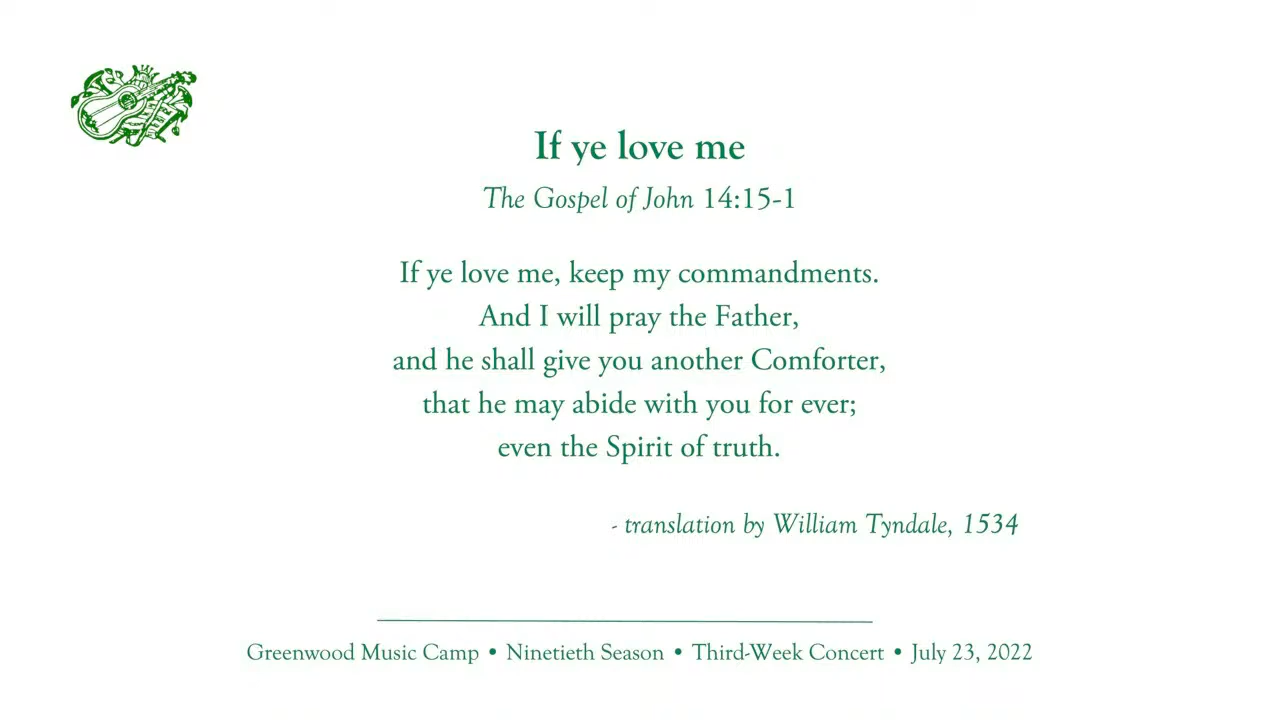 If ye love me
The Gospel of John 14:15-1
If ye love me, keep my commandments.
And I will pray the Father,
and he shall give you another Comforter,
that he may abide with you for ever;
even the Spirit of truth.
- translation by William Tyndale, 1534
Greenwood Music Camp • Ninetieth Season • Third-Week Concert • July 23, 2022